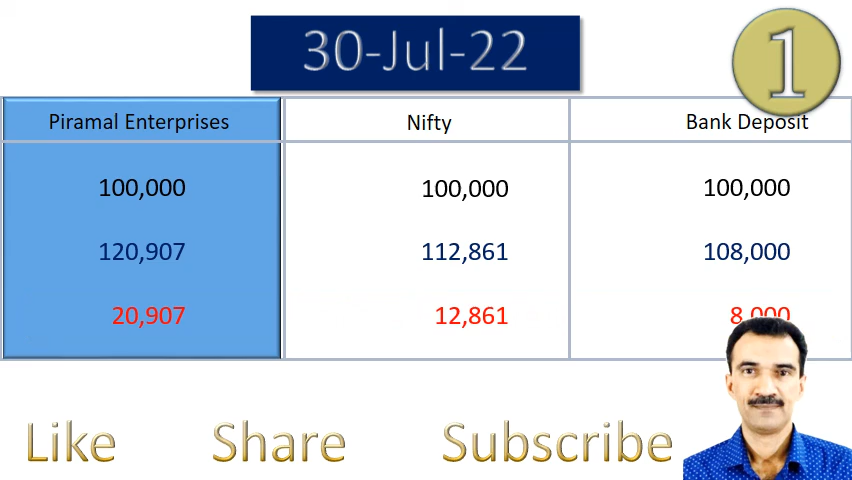 30-Jul-22
1
Piramal Enterprises Nifty Bank Deposit
100,000 100,000 100,000
120,907 112,861 108,000
20,907 12,861 8,000
Like Share Subscribe